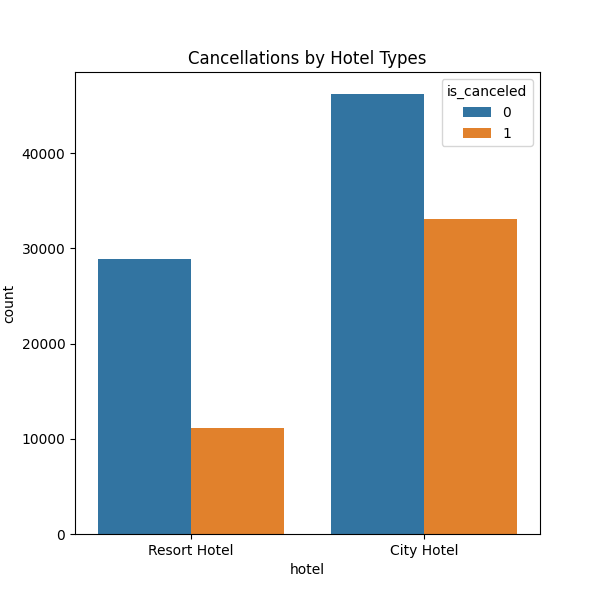 Cancellations by Hotel Types
is_canceled
0
1
40000
30000
20000
10000
0
count
Resort Hotel
City Hotel
hotel